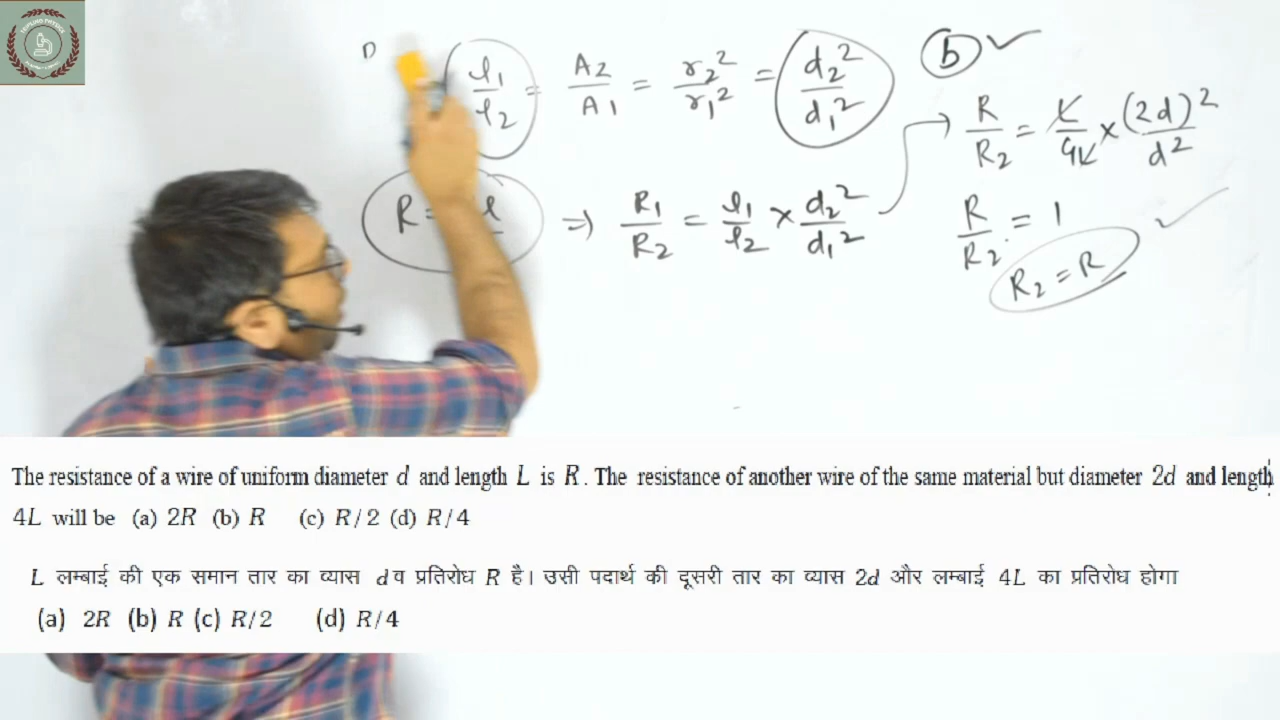 D
l₁/l₂ = A₂/A₁ = r₂²/r₁² = d₂²/d₁²
(b) ✓
R = l
⇒ R₁/R₂ = l₁/l₂ × d₂²/d₁²
→ R/R₂ = L/4L × (2d)²/d²
R/R₂ = 1
R₂ = R ✓
The resistance of a wire of uniform diameter d and length L is R. The resistance of another wire of the same material but diameter 2d and length
4L will be (a) 2R (b) R (c) R/2 (d) R/4
L लम्बाई की एक समान तार का व्यास d व प्रतिरोध R है। उसी पदार्थ की दूसरी तार का व्यास 2d और लम्बाई 4L का प्रतिरोध होगा
(a) 2R (b) R (c) R/2 (d) R/4